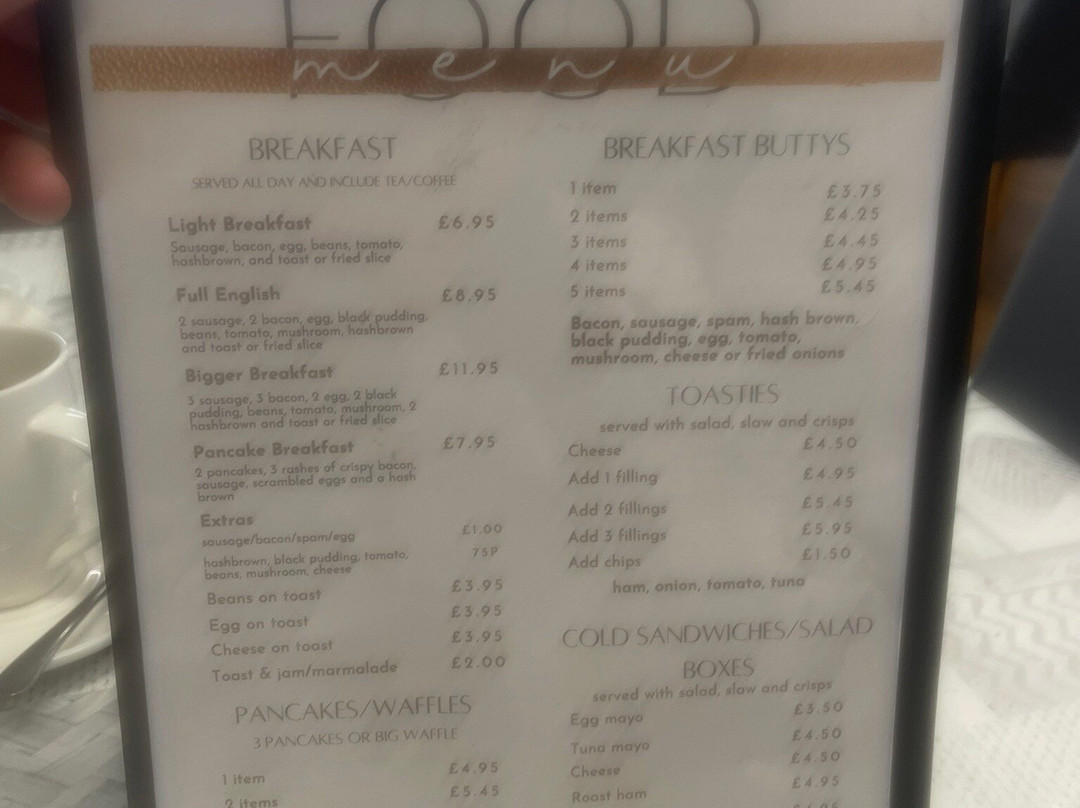 FOOD
menu
BREAKFAST
SERVED ALL DAY AND INCLUDE TEA/COFFEE
Light Breakfast £6.95
Sausage, bacon, egg, beans, tomato,
hashbrown, and toast or fried slice
Full English £8.95
2 sausage, 2 bacon, egg, black pudding,
beans, tomato, mushroom, hashbrown
and toast or fried slice
Bigger Breakfast £11.95
3 sausage, 3 bacon, 2 egg, 2 black
pudding, beans, tomato, mushroom, 2
hashbrown and toast or fried slice
Pancake Breakfast £7.95
2 pancakes, 3 rashes of crispy bacon,
sausage, scrambled eggs and a hash
brown
Extras
sausage/bacon/spam/egg £1.00
hashbrown, black pudding, tomato, 75P
beans, mushroom, cheese
Beans on toast £3.95
Egg on toast £3.95
Cheese on toast £3.95
Toast & jam/marmalade £2.00
PANCAKES/WAFFLES
3 PANCAKES OR BIG WAFFLE
1 item £4.95
2 items £5.45
BREAKFAST BUTTYS
1 item £3.75
2 items £4.25
3 items £4.45
4 items £4.95
5 items £5.45
Bacon, sausage, spam, hash brown,
black pudding, egg, tomato,
mushroom, cheese or fried onions
TOASTIES
served with salad, slaw and crisps
Cheese £4.50
Add 1 filling £4.95
Add 2 fillings £5.45
Add 3 fillings £5.95
Add chips £1.50
ham, onion, tomato, tuna
COLD SANDWICHES/SALAD
BOXES
served with salad, slaw and crisps
Egg mayo £3.50
Tuna mayo £4.50
Cheese £4.50
Roast ham £4.95